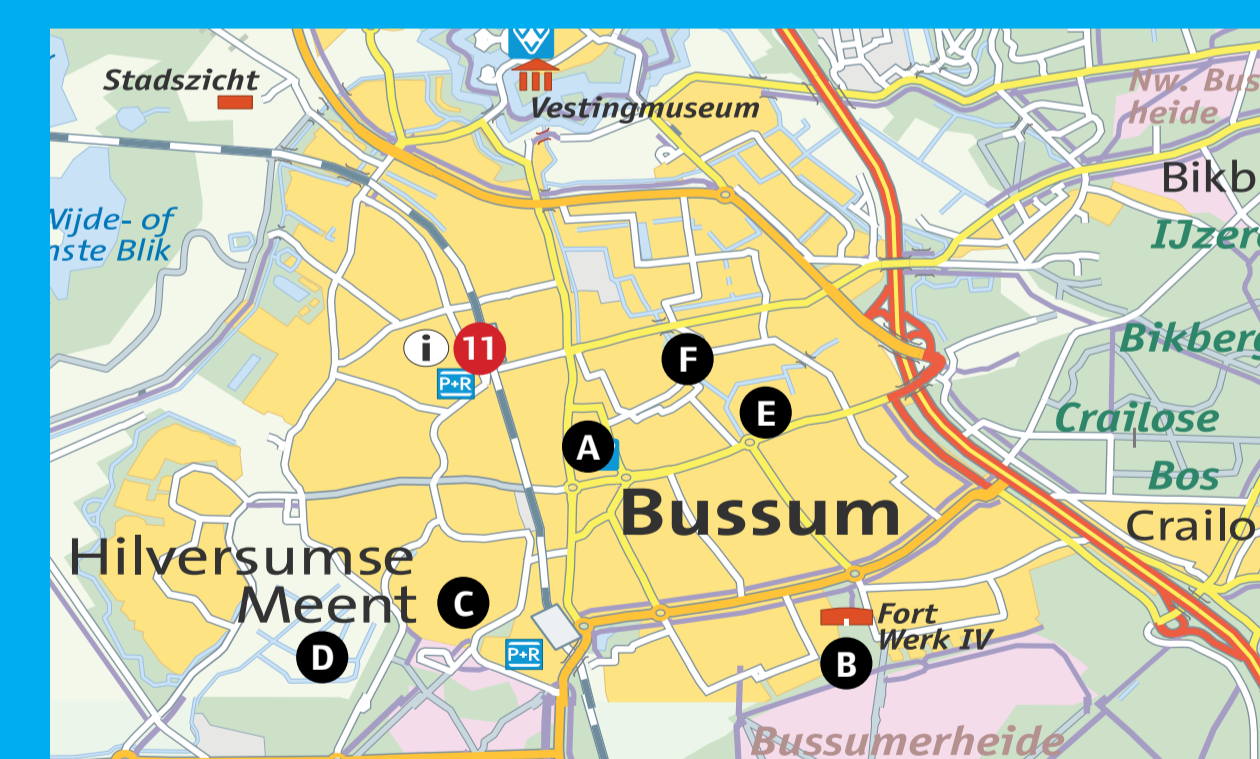 Stadszicht
Vestingmuseum
Nw. Bus
heide
Bikb
Wijde- of
nste Blik
IJzer
i
11
P+R
F
Bikberg
E
Crailose
A
Bos
Bussum
Crailo
Hilversumse
Meent
C
Fort
Werk IV
P+R
D
B
Bussumerheide